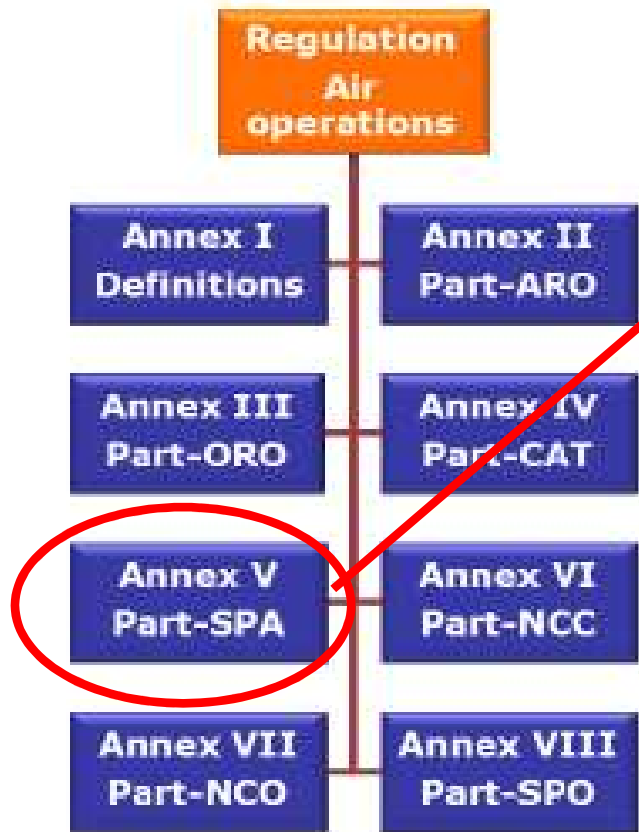 Regulation
Air
operations
Annex I
Definitions
Annex II
Part-ARO
Annex III
Part-ORO
Annex IV
Part-CAT
Annex V
Part-SPA
Annex VI
Part-NCC
Annex VII
Part-NCO
Annex VIII
Part-SPO